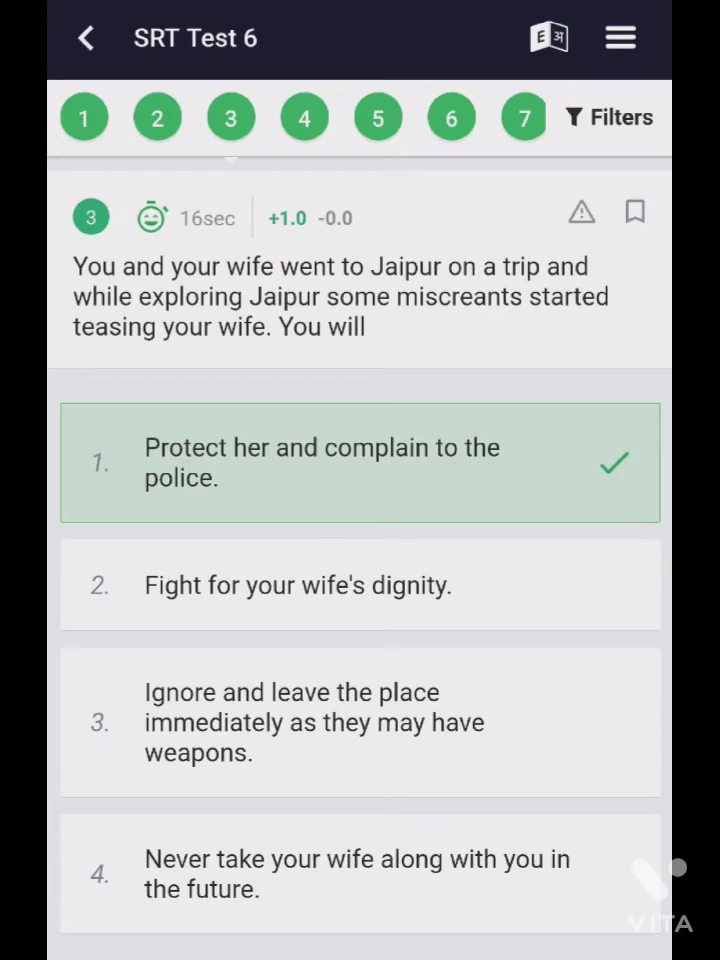 SRT Test 6
E अ
1 2 3 4 5 6 7 Filters
3 16sec +1.0 -0.0
You and your wife went to Jaipur on a trip and
while exploring Jaipur some miscreants started
teasing your wife. You will
1. Protect her and complain to the
police.
2. Fight for your wife's dignity.
3. Ignore and leave the place
immediately as they may have
weapons.
4. Never take your wife along with you in
the future.
VITA